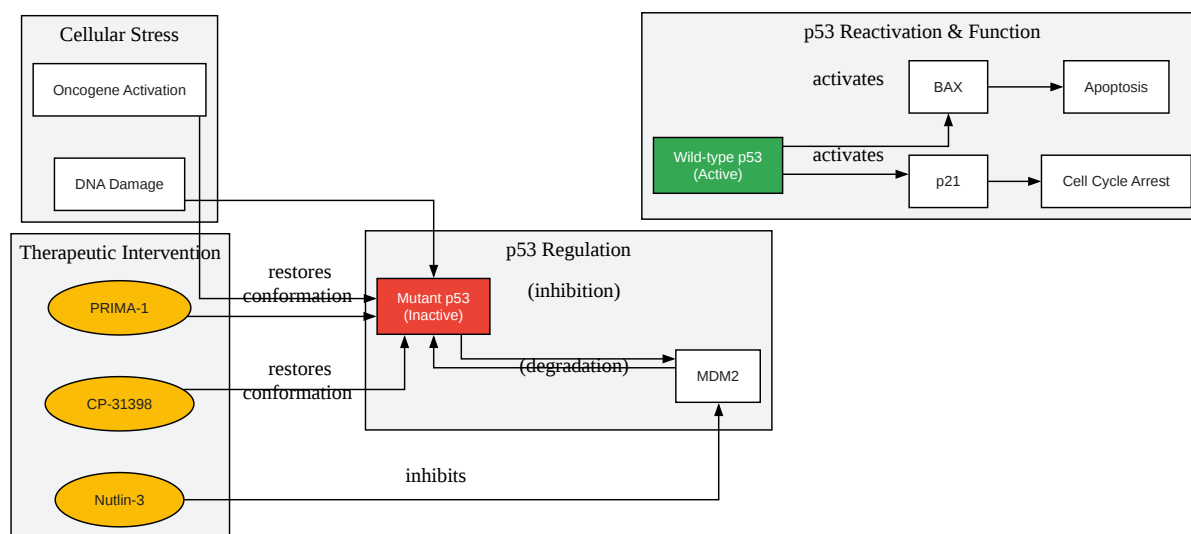 Cellular Stress
Oncogene Activation
DNA Damage
Therapeutic Intervention
PRIMA-1
CP-31398
Nutlin-3
restores
conformation
restores
conformation
inhibits
p53 Regulation
(inhibition)
Mutant p53
(Inactive)
(degradation)
MDM2
p53 Reactivation & Function
activates
BAX
Apoptosis
Wild-type p53
(Active)
activates
p21
Cell Cycle Arrest